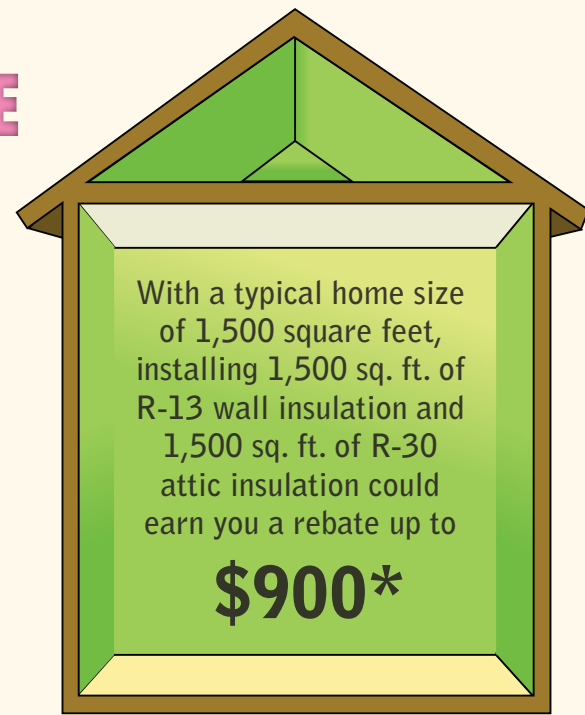 E
With a typical home size
of 1,500 square feet,
installing 1,500 sq. ft. of
R-13 wall insulation and
1,500 sq. ft. of R-30
attic insulation could
earn you a rebate up to
$900*